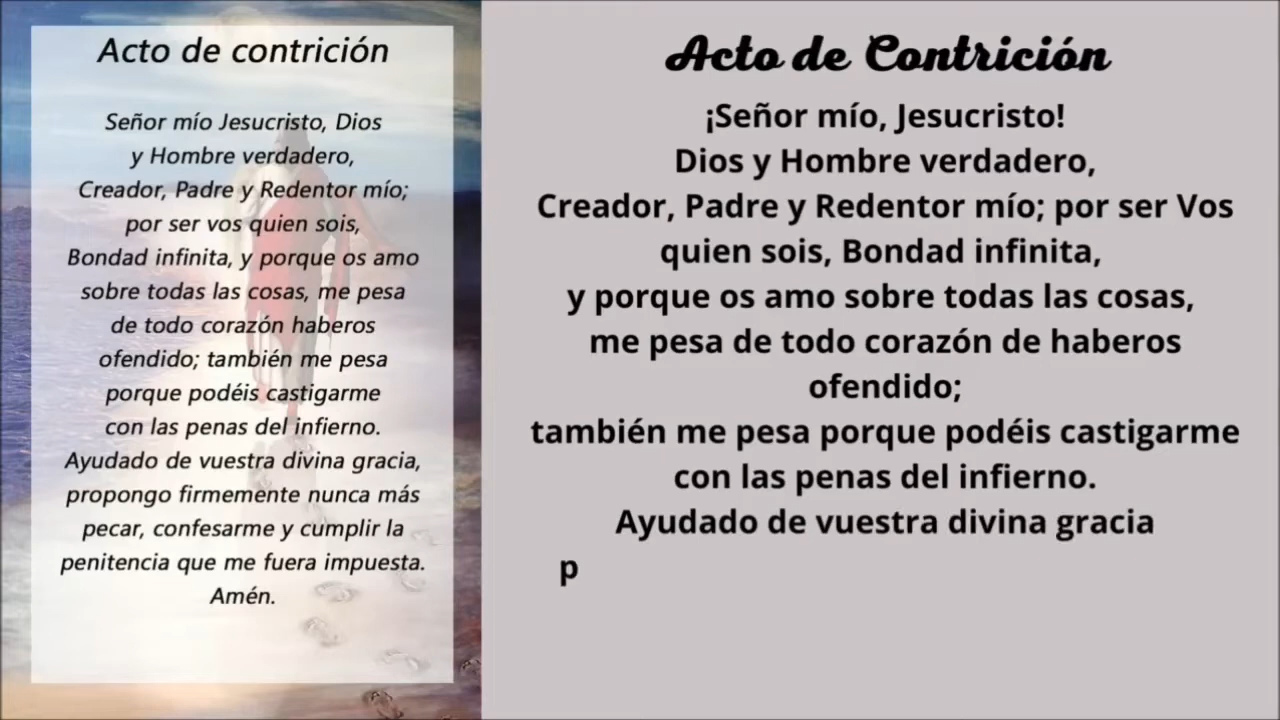 Acto de contrición
Señor mío Jesucristo, Dios
y Hombre verdadero,
Creador, Padre y Redentor mío;
por ser vos quien sois,
Bondad infinita, y porque os amo
sobre todas las cosas, me pesa
de todo corazón haberos
ofendido; también me pesa
porque podéis castigarme
con las penas del infierno.
Ayudado de vuestra divina gracia,
propongo firmemente nunca más
pecar, confesarme y cumplir la
penitencia que me fuera impuesta.
Amén.
Acto de Contrición
¡Señor mío, Jesucristo!
Dios y Hombre verdadero,
Creador, Padre y Redentor mío; por ser Vos
quien sois, Bondad infinita,
y porque os amo sobre todas las cosas,
me pesa de todo corazón de haberos
ofendido;
también me pesa porque podéis castigarme
con las penas del infierno.
Ayudado de vuestra divina gracia
p